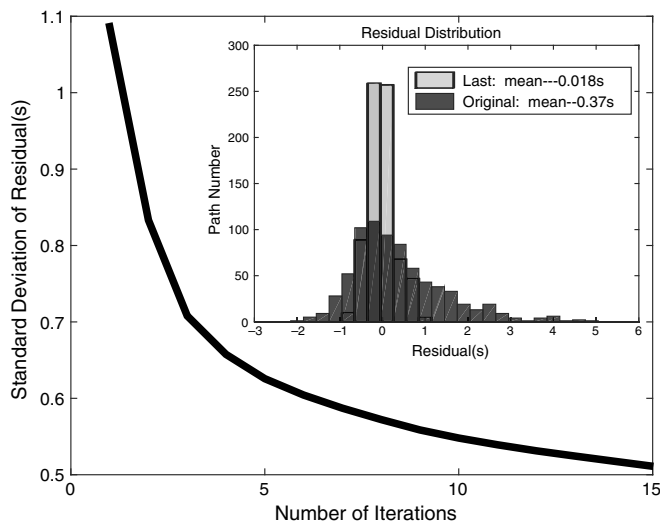 Residual Distribution
Last: mean---0.018s
Original: mean--0.37s
Path Number
300
250
200
150
100
50
0
−3 −2 −1 0 1 2 3 4 5 6
Residual(s)
Standard Deviation of Residual(s)
1.1
1
0.9
0.8
0.7
0.6
0.5
0 5 10 15
Number of Iterations